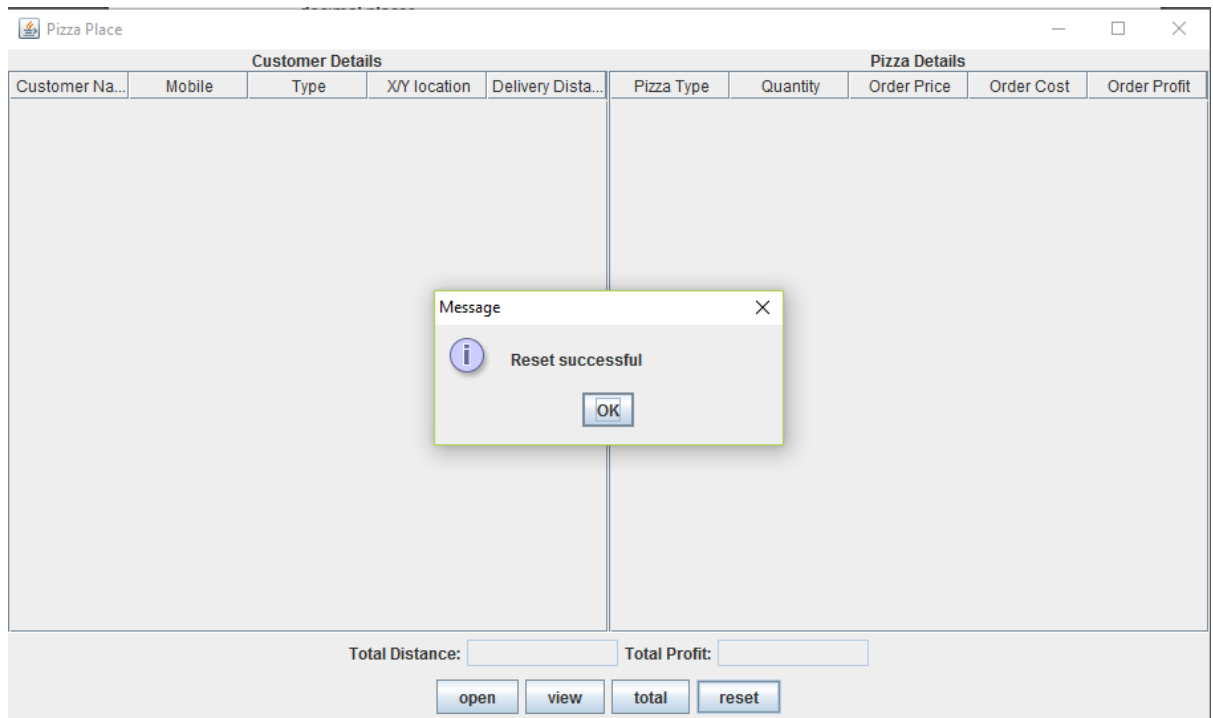 Pizza Place
Customer Details
Pizza Details
Customer Na... Mobile Type X/Y location Delivery Dista...
Pizza Type Quantity Order Price Order Cost Order Profit
Message
i
Reset successful
OK
Total Distance: Total Profit:
open view total reset